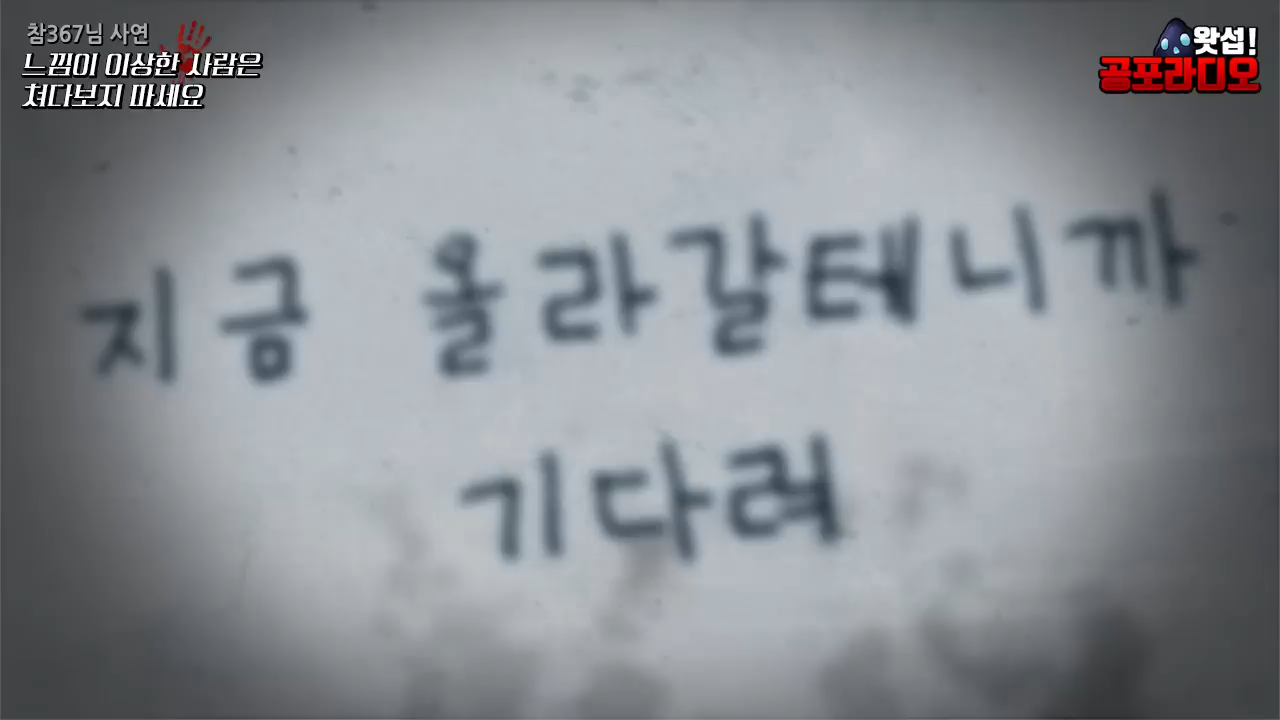 참367님 사연
느낌이 이상한 사람은
쳐다보지 마세요
왓섭!
공포라디오
지금 올라갈테니까
기다려